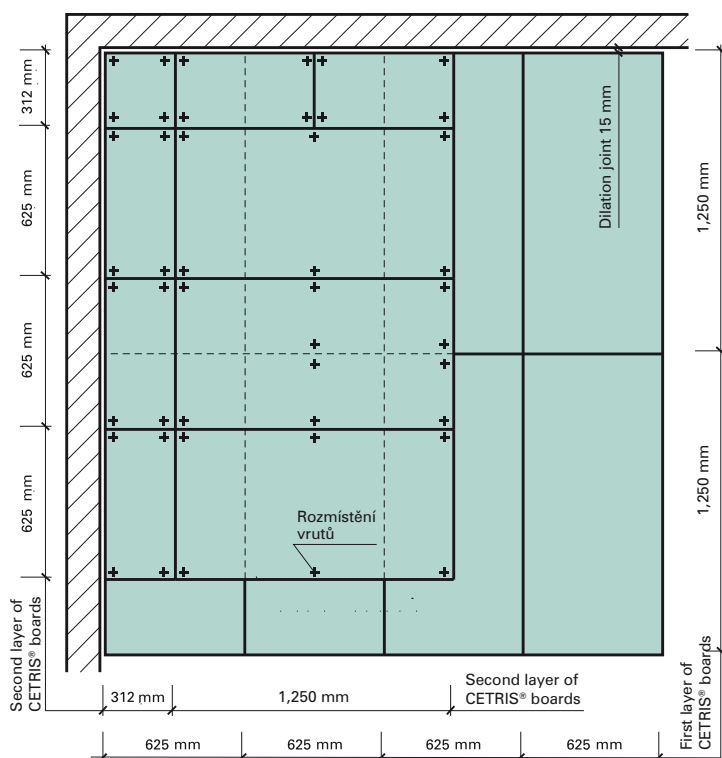 312 mm
625 mm
625 mm
625 mm
Second layer of
CETRIS® boards
Dilation joint 15 mm
1,250 mm
1,250 mm
First layer of
CETRIS® boards
Rozmístění
vrutů
312 mm
1,250 mm
Second layer of
CETRIS® boards
625 mm
625 mm
625 mm
625 mm